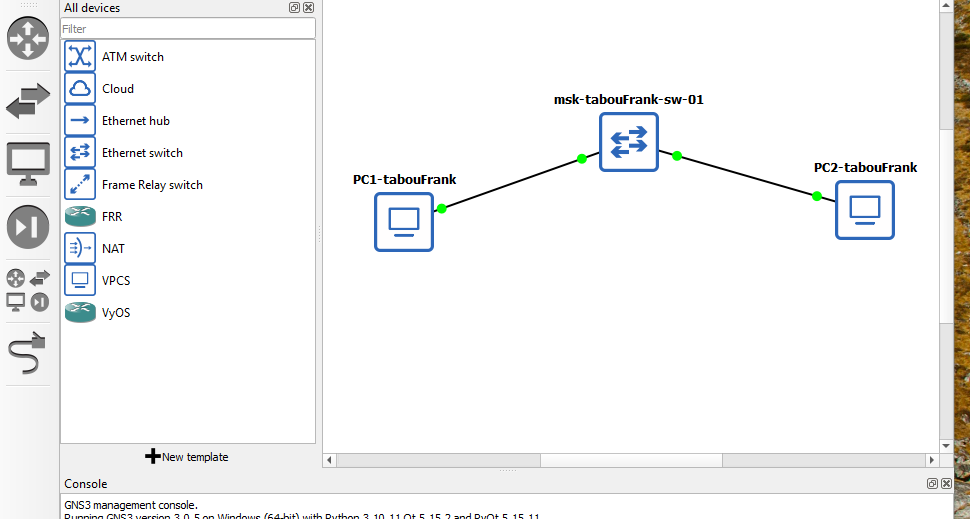 All devices
Filter
ATM switch
Cloud
Ethernet hub
Ethernet switch
Frame Relay switch
FRR
NAT
VPCS
VyOS
New template
msk-tabouFrank-sw-01
PC1-tabouFrank
PC2-tabouFrank
Console
GNS3 management console.
Running GNS3 version 3.0.5 on Windows (64-bit) with Python 3.10.11 Qt 5.15.2 and PyQt 5.15.11.